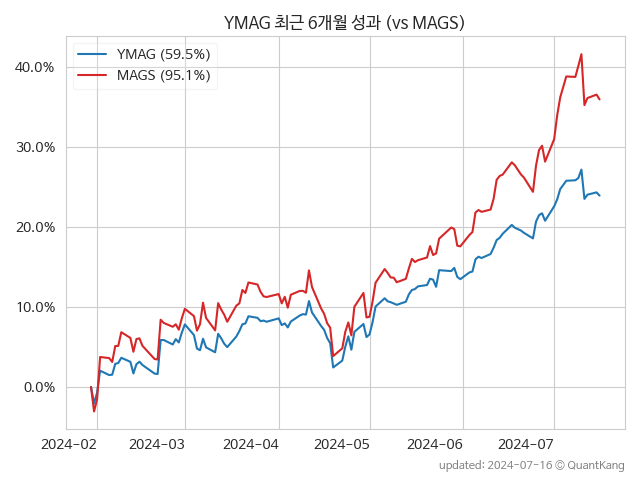 YMAG 최근 6개월 성과 (vs MAGS)
YMAG (59.5%)
MAGS (95.1%)
40.0%
30.0%
20.0%
10.0%
0.0%
2024-02 2024-03 2024-04 2024-05 2024-06 2024-07
updated: 2024-07-16 © QuantKang